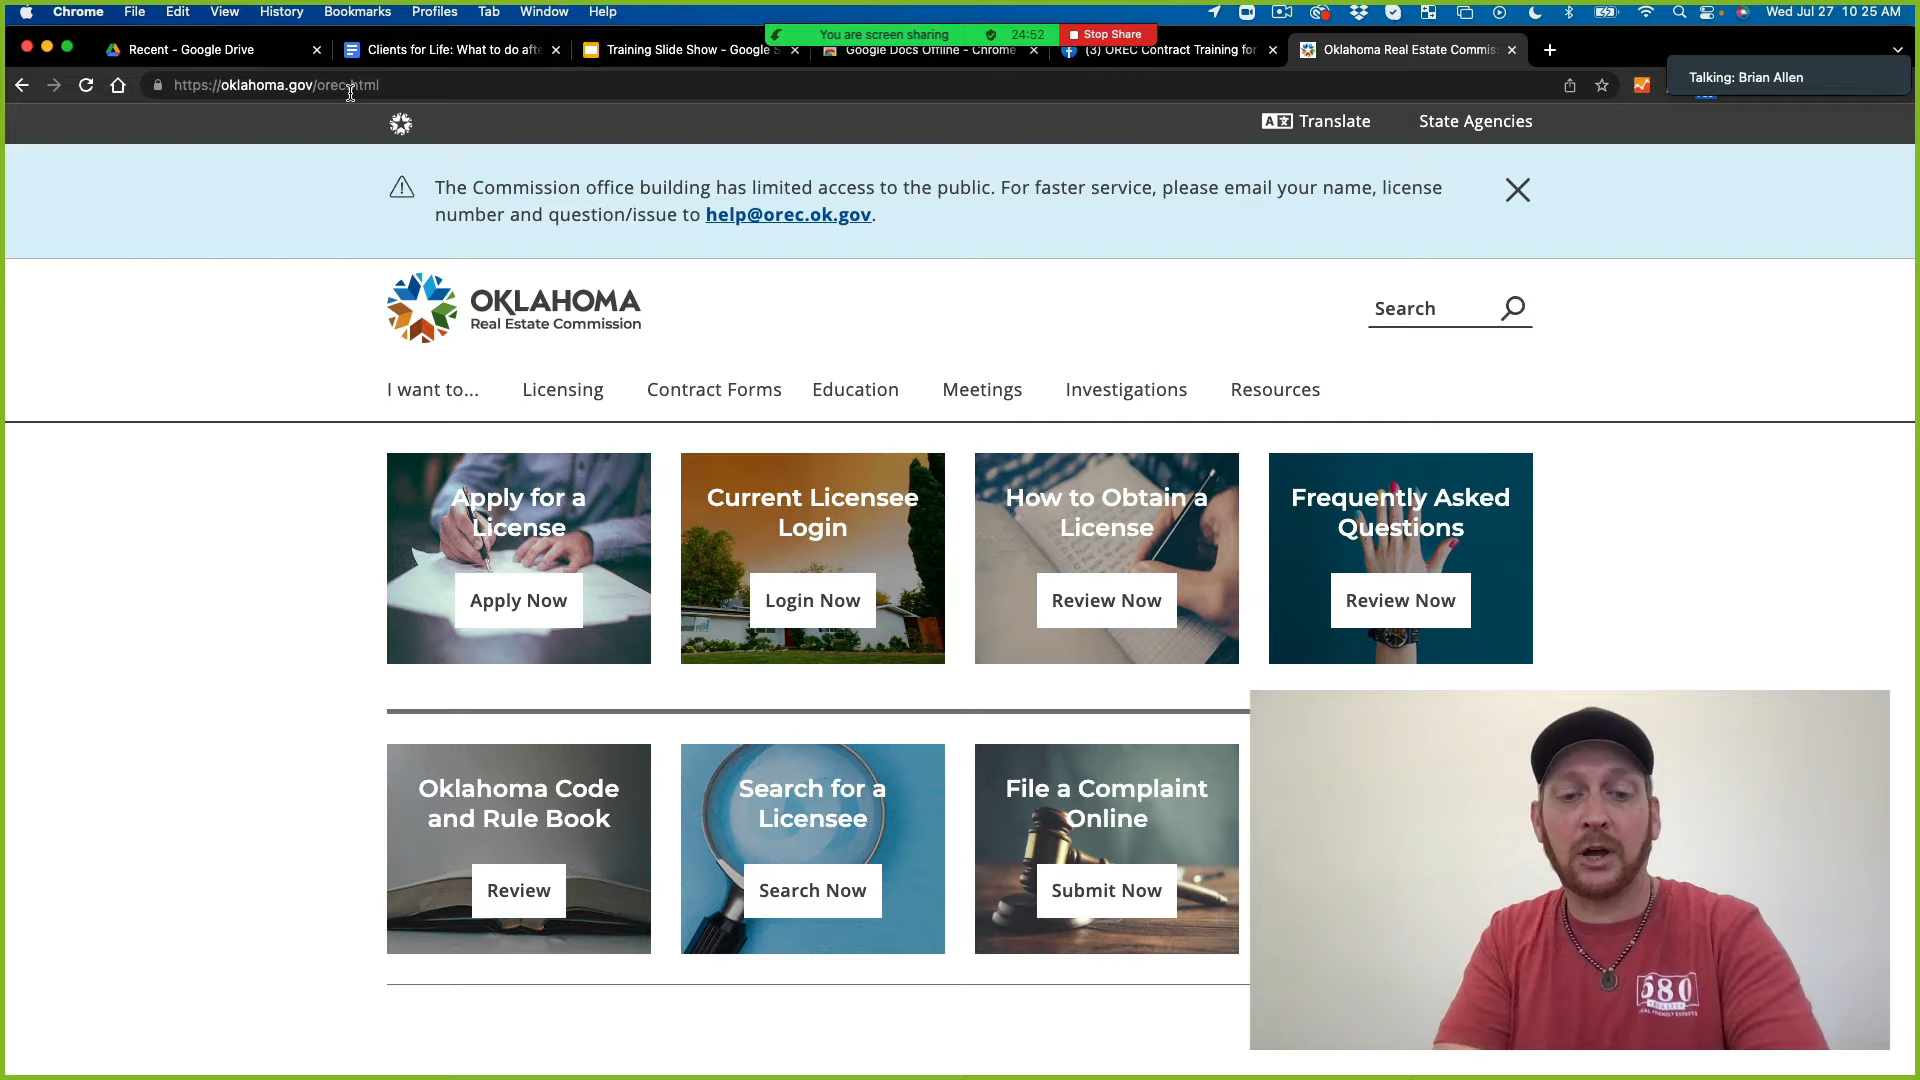 Chrome File Edit View History Bookmarks Profiles Tab Window Help
Wed Jul 27 10:25 AM
You are screen sharing 24:52 Stop Share
Recent - Google Drive
Clients for Life: What to do afte
Training Slide Show - Google S
Google Docs Offline - Chrome
(3) OREC Contract Training for
Oklahoma Real Estate Commis
https://oklahoma.gov/orec.html
Talking: Brian Allen
Translate
State Agencies
The Commission office building has limited access to the public. For faster service, please email your name, license
number and question/issue to help@orec.ok.gov.
OKLAHOMA
Real Estate Commission
Search
I want to... Licensing Contract Forms Education Meetings Investigations Resources
Apply for a
License
Apply Now
Current Licensee
Login
Login Now
How to Obtain a
License
Review Now
Frequently Asked
Questions
Review Now
Oklahoma Code
and Rule Book
Review
Search for a
Licensee
Search Now
File a Complaint
Online
Submit Now
580
LOCAL FRIENDLY EXPERTS